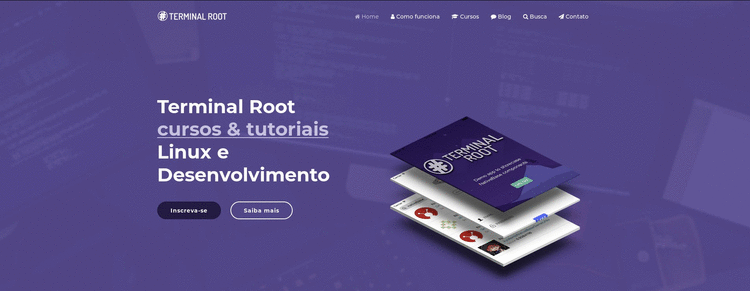 TERMINAL ROOT
Home
Como funciona
Cursos
Blog
Busca
Contato
Terminal Root
cursos & tutoriais
Linux e
Desenvolvimento
Inscreva-se
Saiba mais
TERMINAL
ROOT